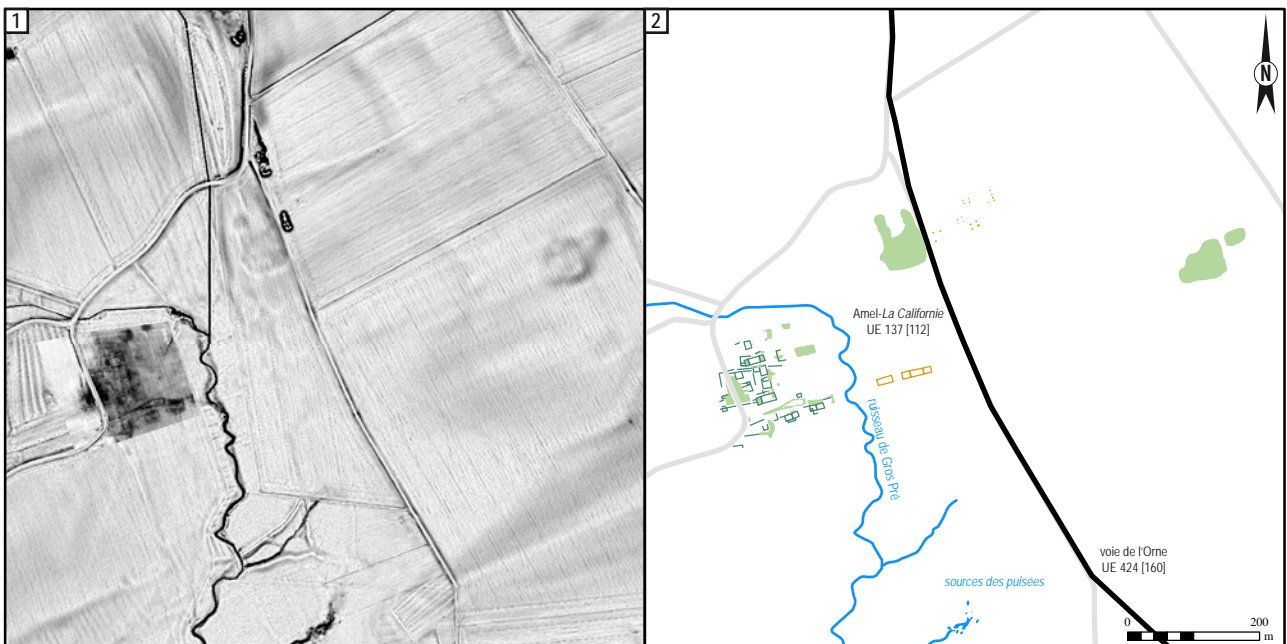 1
2
N
Amel-La Californie
UE 137 [112]
ruisseau de Gros Pré
voie de l'Orne
UE 424 [160]
sources des puisées
0 200
m